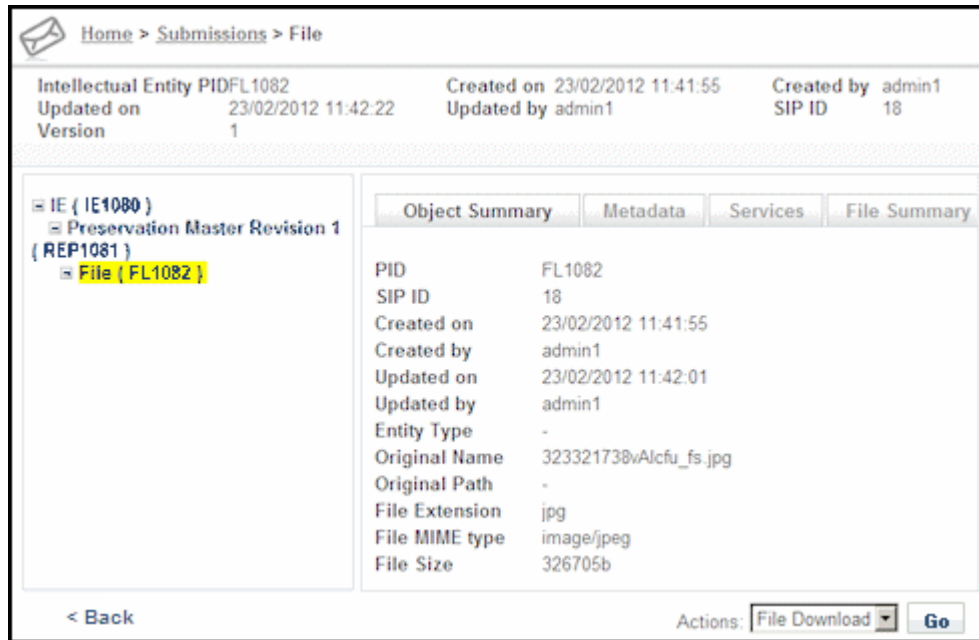 Home > Submissions > File
Intellectual Entity PIDFL1082 Created on 23/02/2012 11:41:55 Created by admin1
Updated on 23/02/2012 11:42:22 Updated by admin1 SIP ID 18
Version 1
IE ( IE1080 )
Preservation Master Revision 1
( REP1081 )
File ( FL1082 )
Object Summary Metadata Services File Summary
PID FL1082
SIP ID 18
Created on 23/02/2012 11:41:55
Created by admin1
Updated on 23/02/2012 11:42:01
Updated by admin1
Entity Type -
Original Name 323321738vAlcfu_fs.jpg
Original Path -
File Extension jpg
File MIME type image/jpeg
File Size 326705b
< Back
Actions: File Download Go